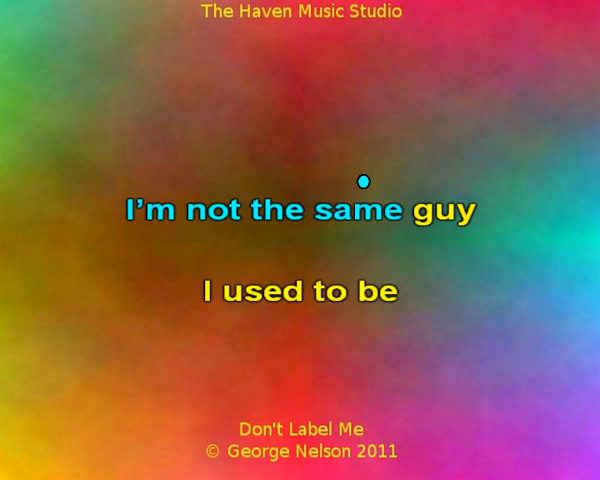 The Haven Music Studio
I’m not the same guy
I used to be
Don't Label Me
© George Nelson 2011